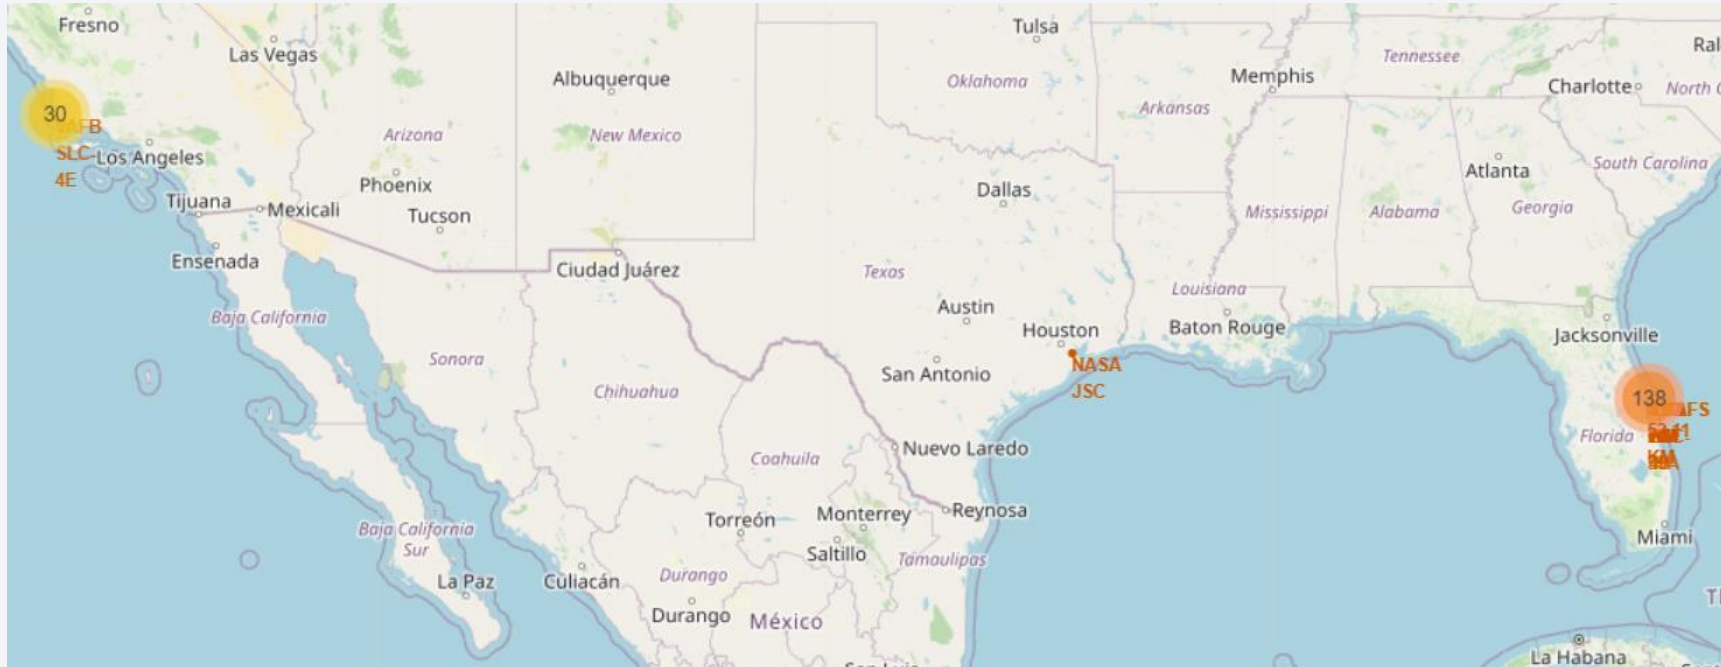 Fresno
Las Vegas
Tulsa
Ral
Tennessee
Albuquerque
Oklahoma
Memphis
Charlotte
North C
30
Arkansas
AFB
Arizona
New Mexico
SLC-
Los Angeles
South Carolina
4E
Phoenix
Dallas
Atlanta
Tijuana
Mexicali
Tucson
Mississippi
Alabama
Georgia
Ensenada
Ciudad Juárez
Texas
Louisiana
Baja California
Austin
Houston
Baton Rouge
Jacksonville
Sonora
NASA
San Antonio
JSC
Chihuahua
138
AFS
Florida
Nuevo Laredo
Coahuila
KM
Torreón
Monterrey
Reynosa
Baja California
Sur
Miami
Saltillo
Tamaulipas
La Paz
Culiacán
Durango
Durango
México
La Habana